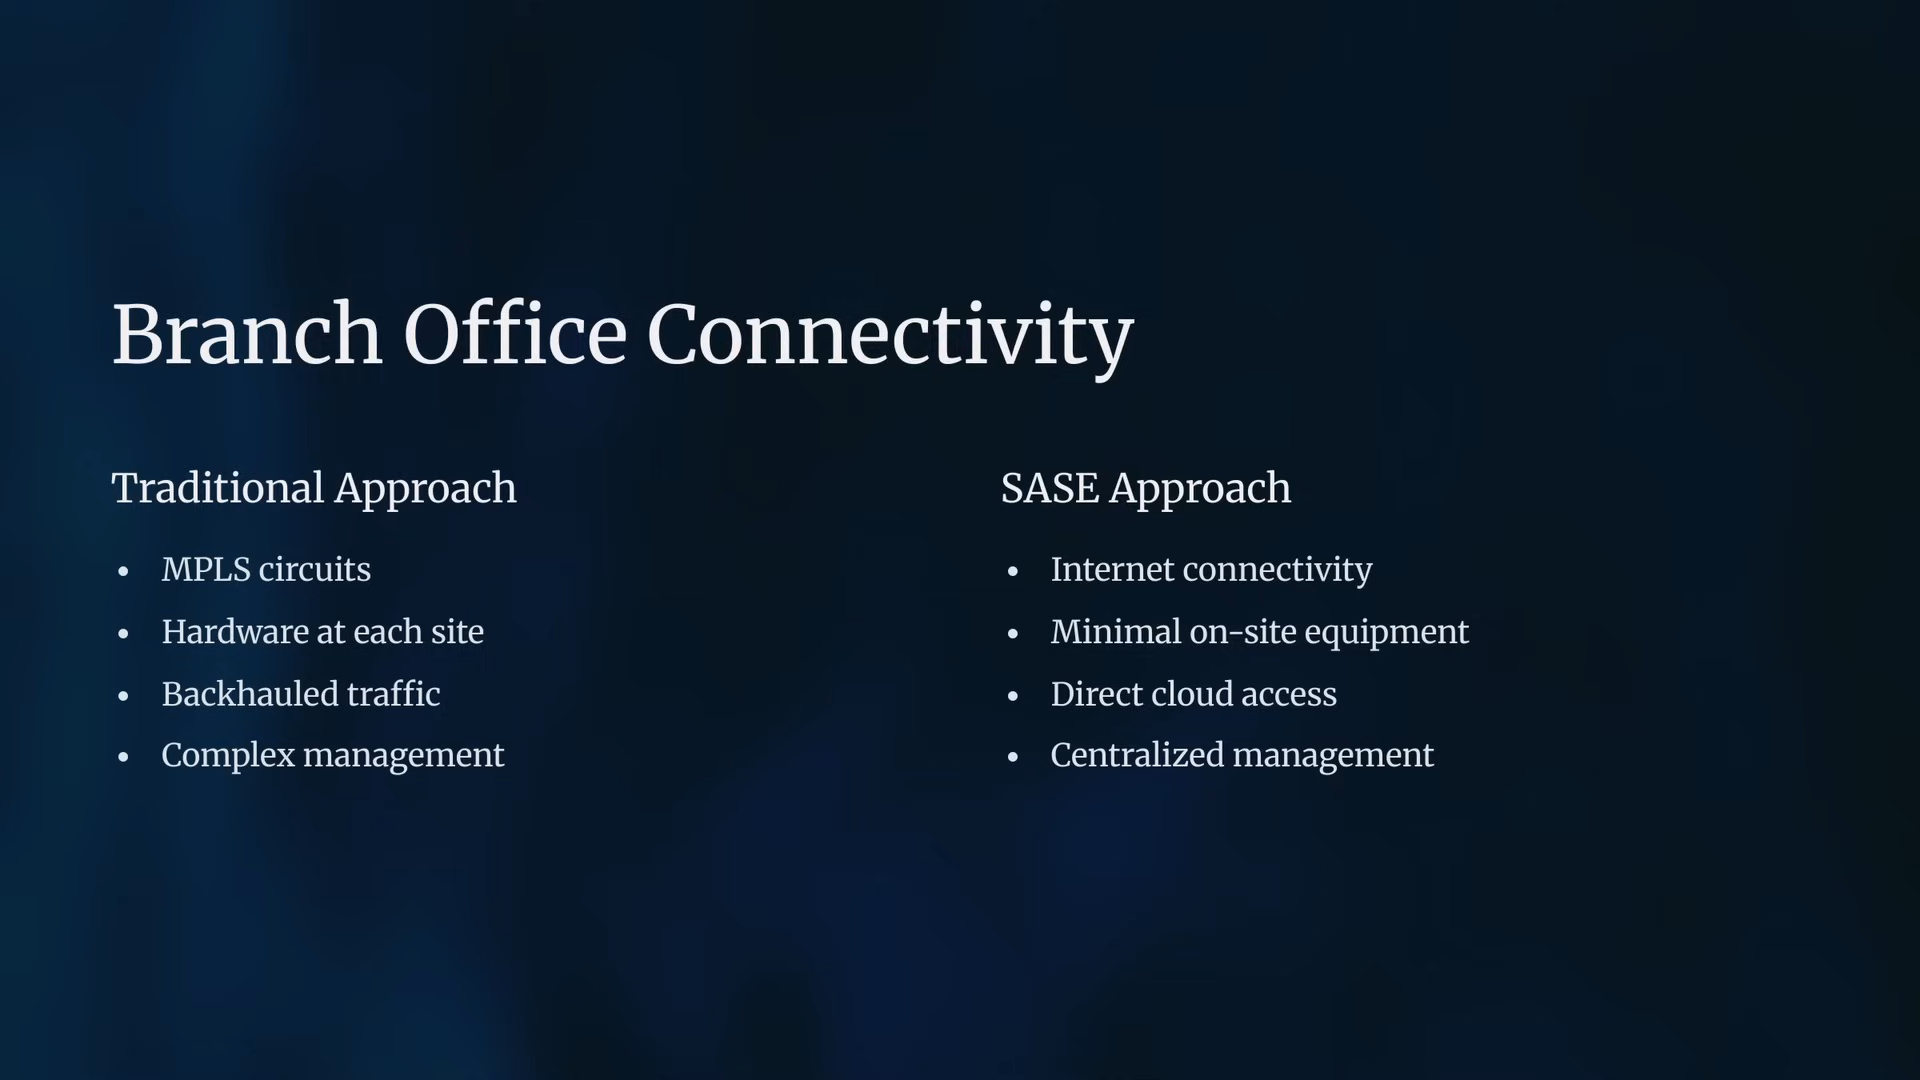 Branch Office Connectivity
Traditional Approach
• MPLS circuits
• Hardware at each site
• Backhauled traffic
• Complex management
SASE Approach
• Internet connectivity
• Minimal on-site equipment
• Direct cloud access
• Centralized management